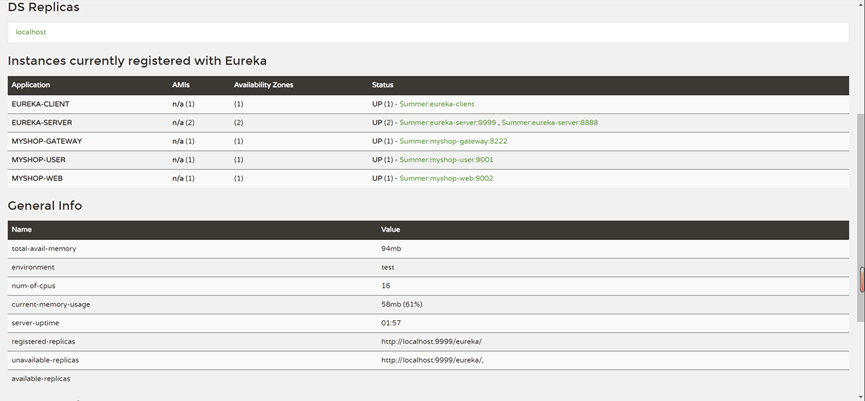 DS Replicas
localhost
Instances currently registered with Eureka
Application AMIs Availability Zones Status
EUREKA-CLIENT n/a (1) (1) UP (1) - Summer:eureka-client
EUREKA-SERVER n/a (2) (2) UP (2) - Summer:eureka-server:9999 , Summer:eureka-server:8888
MYSHOP-GATEWAY n/a (1) (1) UP (1) - Summer:myshop-gateway:8222
MYSHOP-USER n/a (1) (1) UP (1) - Summer:myshop-user:9001
MYSHOP-WEB n/a (1) (1) UP (1) - Summer:myshop-web:9002
General Info
Name Value
total-avail-memory 94mb
environment test
num-of-cpus 16
current-memory-usage 58mb (61%)
server-uptime 01:57
registered-replicas http://localhost:9999/eureka/
unavailable-replicas http://localhost:9999/eureka/,
available-replicas